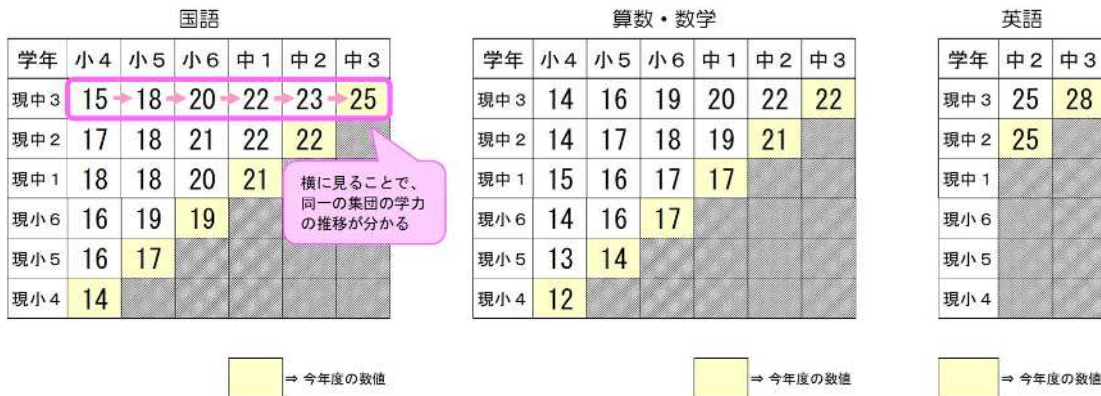 国語
学年 小4 小5 小6 中1 中2 中3
現中3 15 18 20 22 23 25
現中2 17 18 21 22 22
現中1 18 18 20 21
現小6 16 19 19
現小5 16 17
現小4 14
横に見ることで、
同一の集団の学力
の推移が分かる
⇒ 今年度の数値
算数・数学
学年 小4 小5 小6 中1 中2 中3
現中3 14 16 19 20 22 22
現中2 14 17 18 19 21
現中1 15 16 17 17
現小6 14 16 17
現小5 13 14
現小4 12
⇒ 今年度の数値
英語
学年 中2 中3
現中3 25 28
現中2 25
現中1
現小6
現小5
現小4
⇒ 今年度の数値